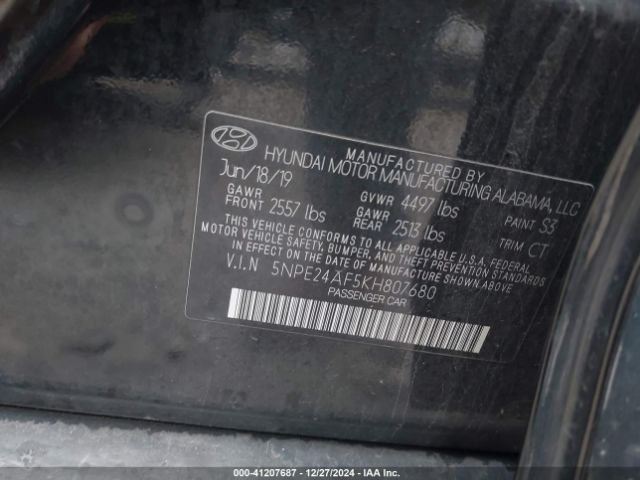 MANUFACTURED BY
HYUNDAI MOTOR MANUFACTURING ALABAMA, LLC
Jun/18/19 GVWR 4497 lbs PAINT S3
GAWR FRONT 2557 lbs GAWR REAR 2513 lbs TRIM CT
THIS VEHICLE CONFORMS TO ALL APPLICABLE U.S.A. FEDERAL
MOTOR VEHICLE SAFETY, BUMPER, AND THEFT PREVENTION STANDARDS
IN EFFECT ON THE DATE OF MANUFACTURE SHOWN ABOVE
V.I.N 5NPE24AF5KH807680
PASSENGER CAR
000-41207687 - 12/27/2024 - IAA Inc.